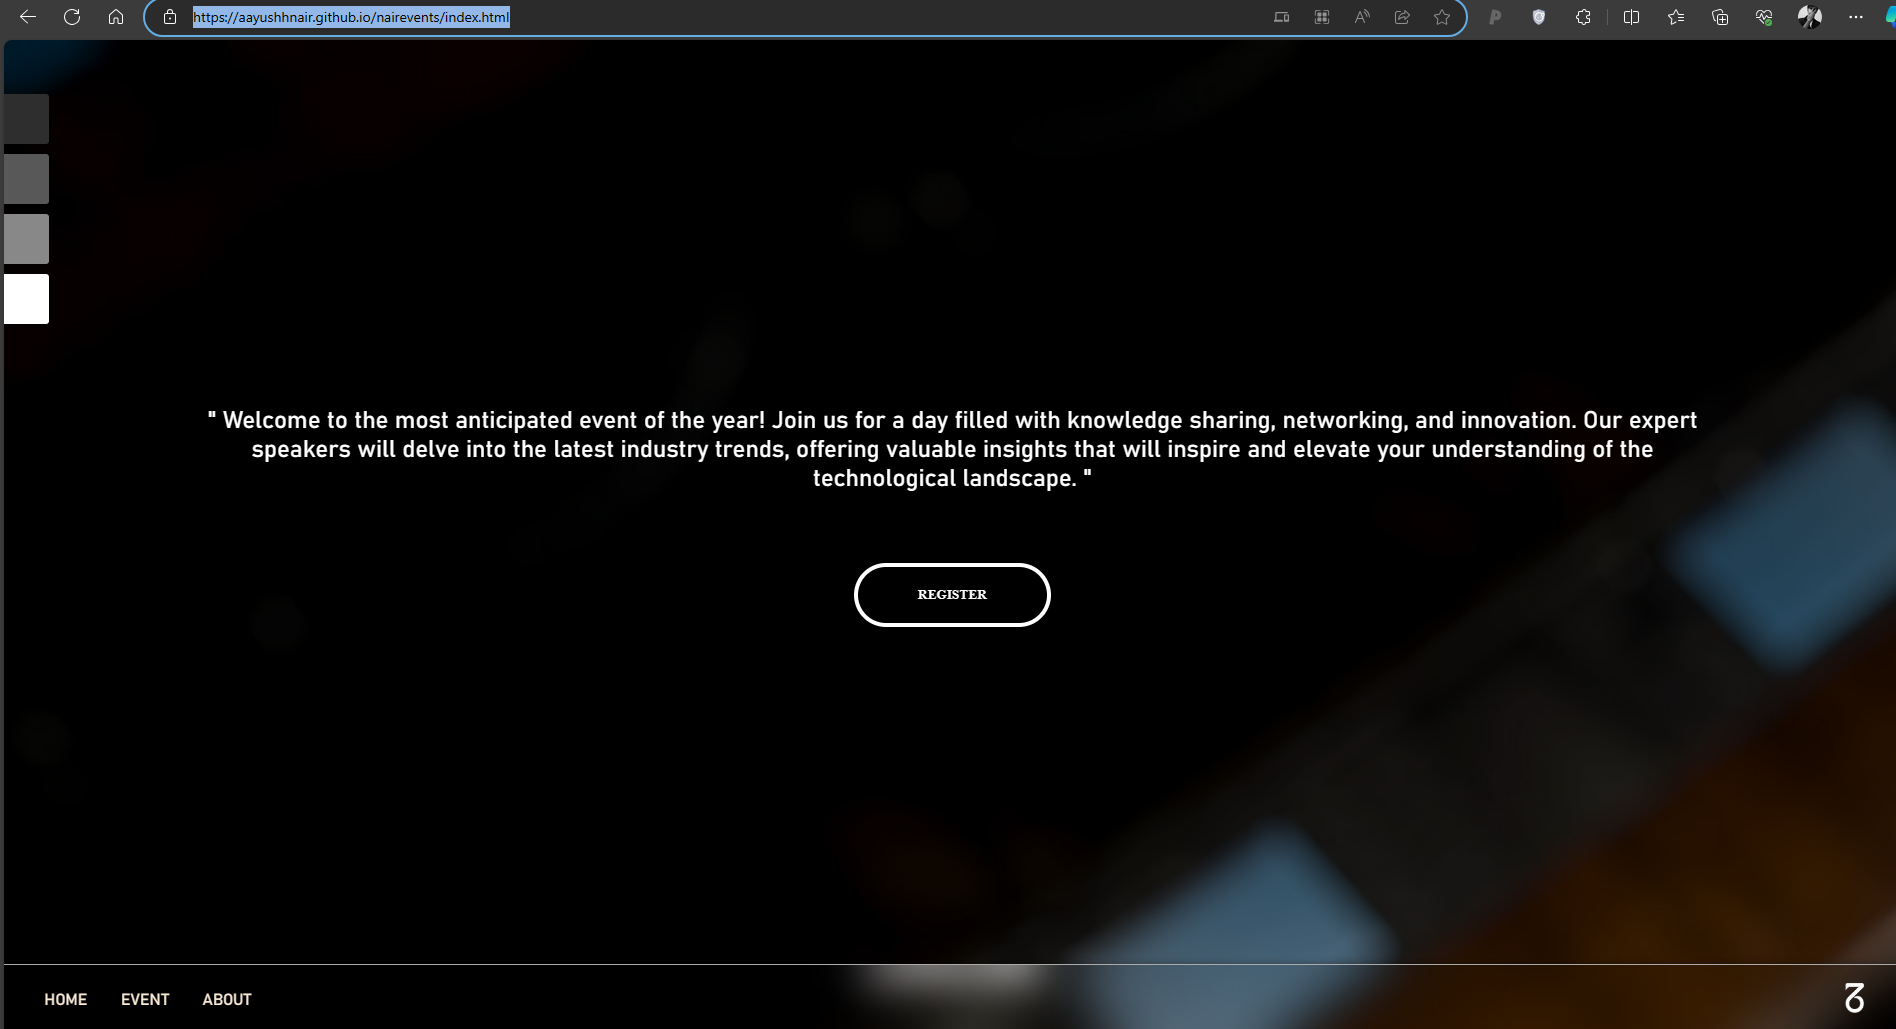 https://aayushhnair.github.io/nairevents/index.html
" Welcome to the most anticipated event of the year! Join us for a day filled with knowledge sharing, networking, and innovation. Our expert
speakers will delve into the latest industry trends, offering valuable insights that will inspire and elevate your understanding of the
technological landscape. "
REGISTER
HOME EVENT ABOUT